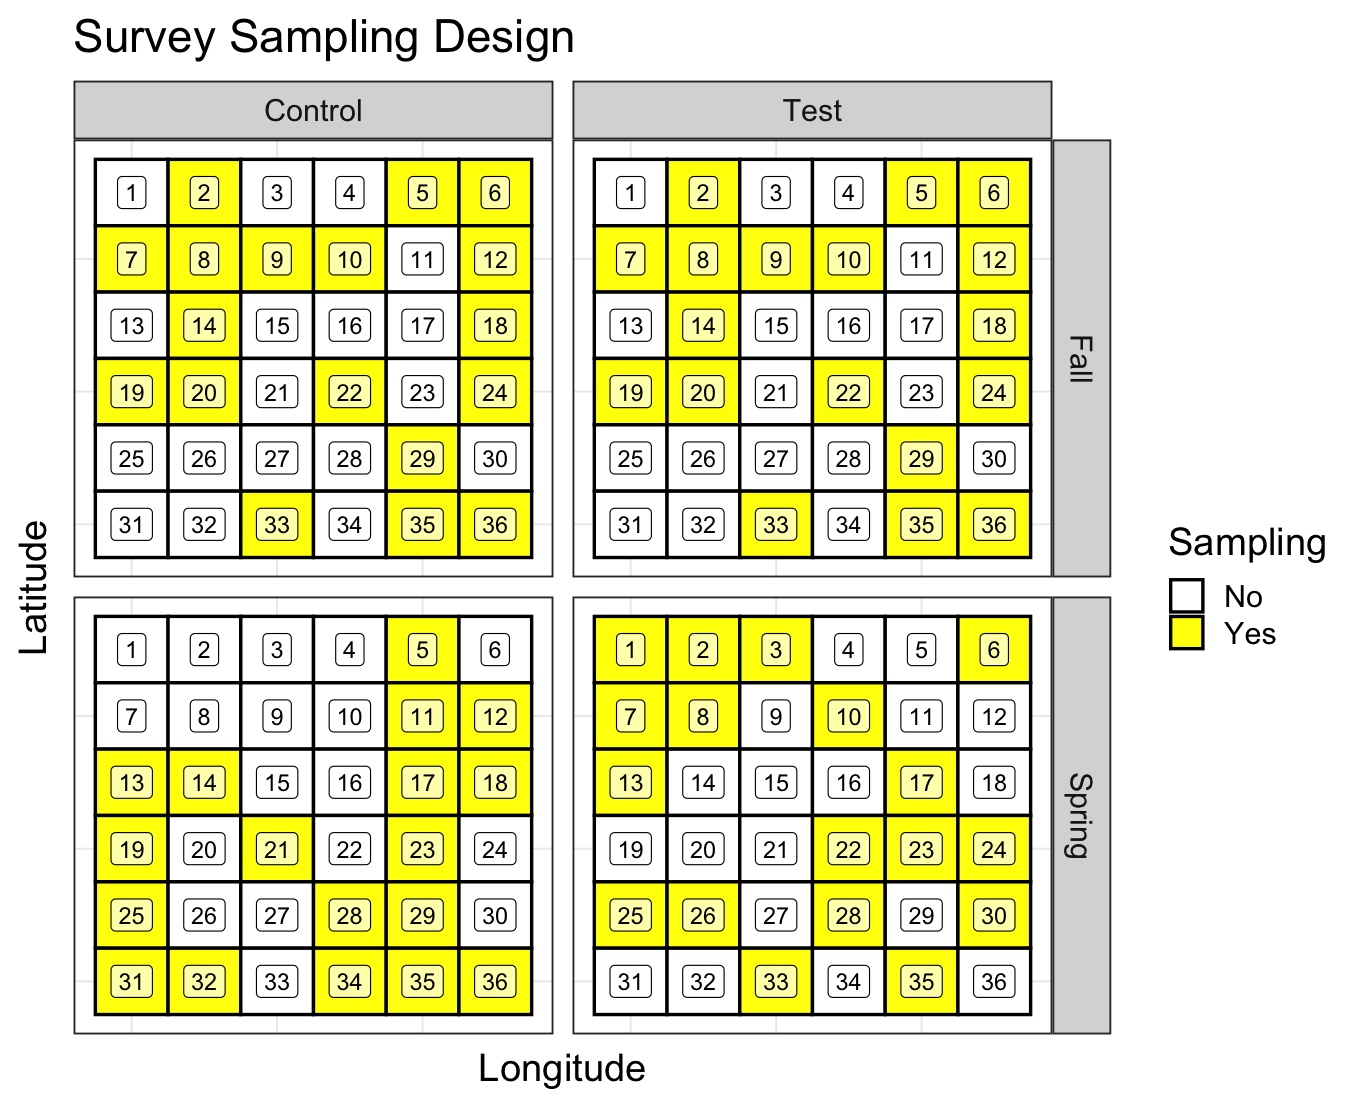 Survey Sampling Design
Control Test
1 2 3 4 5 6 1 2 3 4 5 6
7 8 9 10 11 12 7 8 9 10 11 12
13 14 15 16 17 18 13 14 15 16 17 18
Fall
19 20 21 22 23 24 19 20 21 22 23 24
25 26 27 28 29 30 25 26 27 28 29 30
31 32 33 34 35 36 31 32 33 34 35 36
Latitude
Sampling
No
Yes
1 2 3 4 5 6 1 2 3 4 5 6
7 8 9 10 11 12 7 8 9 10 11 12
13 14 15 16 17 18 13 14 15 16 17 18
Spring
19 20 21 22 23 24 19 20 21 22 23 24
25 26 27 28 29 30 25 26 27 28 29 30
31 32 33 34 35 36 31 32 33 34 35 36
Longitude